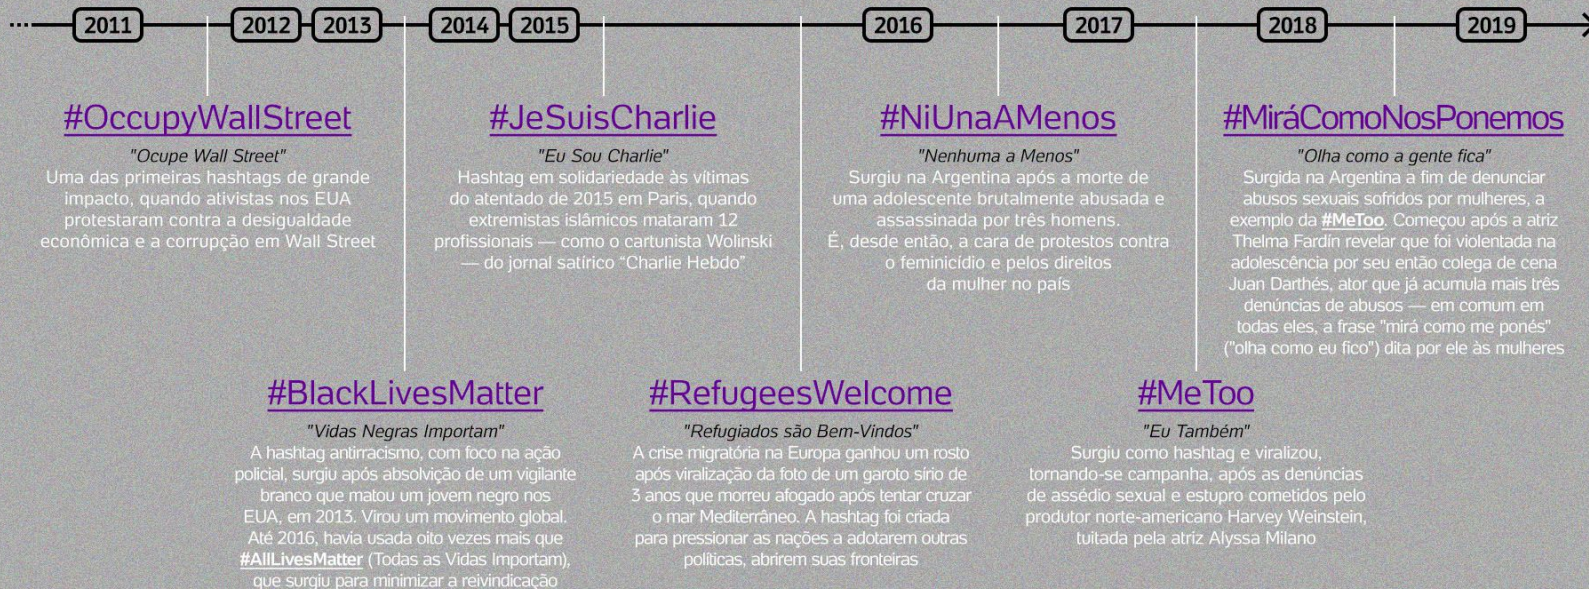 2011
2012
2013
2014
2015
2016
2017
2018
2019
#OccupyWallStreet
"Ocupe Wall Street"
Uma das primeiras hashtags de grande
impacto, quando ativistas nos EUA
protestaram contra a desigualdade
econômica e a corrupção em Wall Street
#JeSuisCharlie
"Eu Sou Charlie"
Hashtag em solidariedade às vítimas
do atentado de 2015 em Paris, quando
extremistas islâmicos mataram 12
profissionais — como o cartunista Wolinski
— do jornal satírico “Charlie Hebdo”
#NiUnaAMenos
"Nenhuma a Menos"
Surgiu na Argentina após a morte de
uma adolescente brutalmente abusada e
assassinada por três homens.
É, desde então, a cara de protestos contra
o feminicídio e pelos direitos
da mulher no país
#MiráComoNosPonemos
"Olha como a gente fica"
Surgida na Argentina a fim de denunciar
abusos sexuais sofridos por mulheres, a
exemplo da #MeToo. Começou após a atriz
Thelma Fardín revelar que foi violentada na
adolescência por seu então colega de cena
Juan Darthés, ator que já acumula mais três
denúncias de abusos — em comum em
todas eles, a frase "mirá como me ponés"
("olha como eu fico") dita por ele às mulheres
#BlackLivesMatter
"Vidas Negras Importam"
A hashtag antirracismo, com foco na ação
policial, surgiu após absolvição de um vigilante
branco que matou um jovem negro nos
EUA, em 2013. Virou um movimento global.
Até 2016, havia usada oito vezes mais que
#AllLivesMatter (Todas as Vidas Importam),
que surgiu para minimizar a reivindicação
#RefugeesWelcome
"Refugiados são Bem-Vindos"
A crise migratória na Europa ganhou um rosto
após viralização da foto de um garoto sírio de
3 anos que morreu afogado após tentar cruzar
o mar Mediterrâneo. A hashtag foi criada
para pressionar as nações a adotarem outras
políticas, abrirem suas fronteiras
#MeToo
"Eu Também"
Surgiu como hashtag e viralizou,
tornando-se campanha, após as denúncias
de assédio sexual e estupro cometidos pelo
produtor norte-americano Harvey Weinstein,
tuitada pela atriz Alyssa Milano